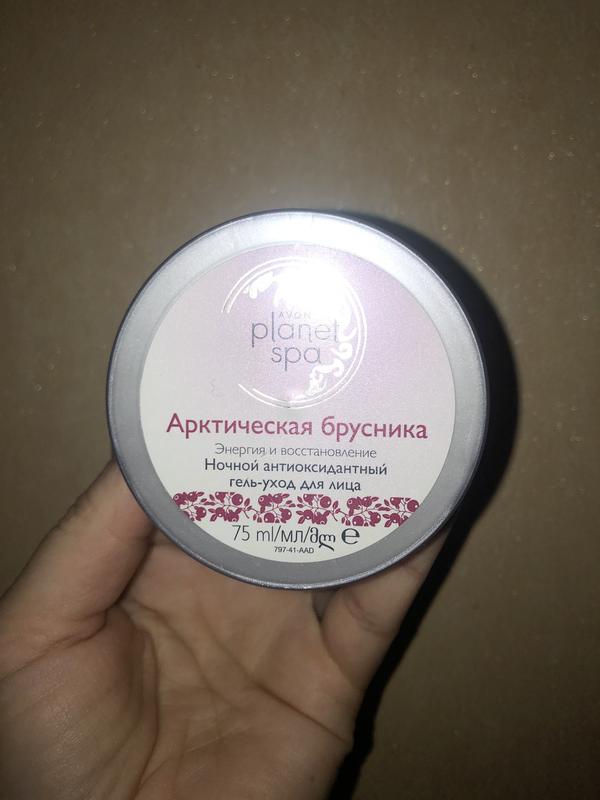 AVON
planet
spa
Арктическая брусника
Энергия и восстановление
Ночной антиоксидантный
гель-уход для лица
75 ml/мл/მლ ℮
797-41-AAD